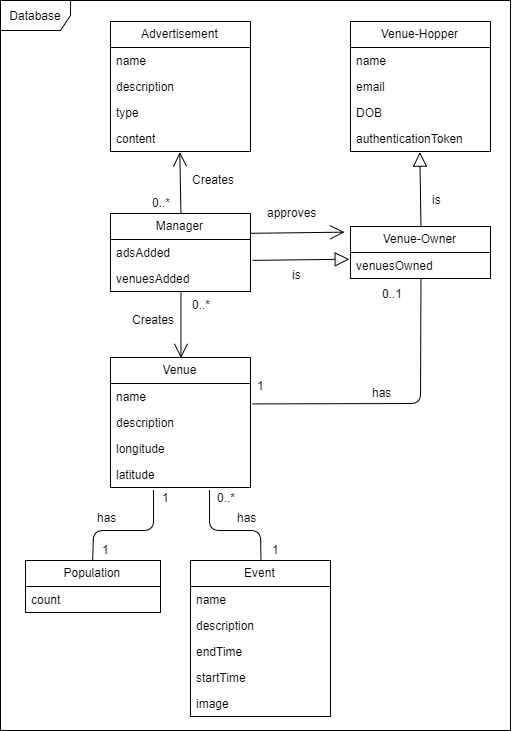 Database
Advertisement
name
description
type
content
Venue-Hopper
name
email
DOB
authenticationToken
Creates
0..*
is
approves
Manager
adsAdded
venuesAdded
Venue-Owner
venuesOwned
is
0..*
0..1
Creates
Venue
name
description
longitude
latitude
1
has
1
0..*
has
has
1
1
Population
count
Event
name
description
endTime
startTime
image